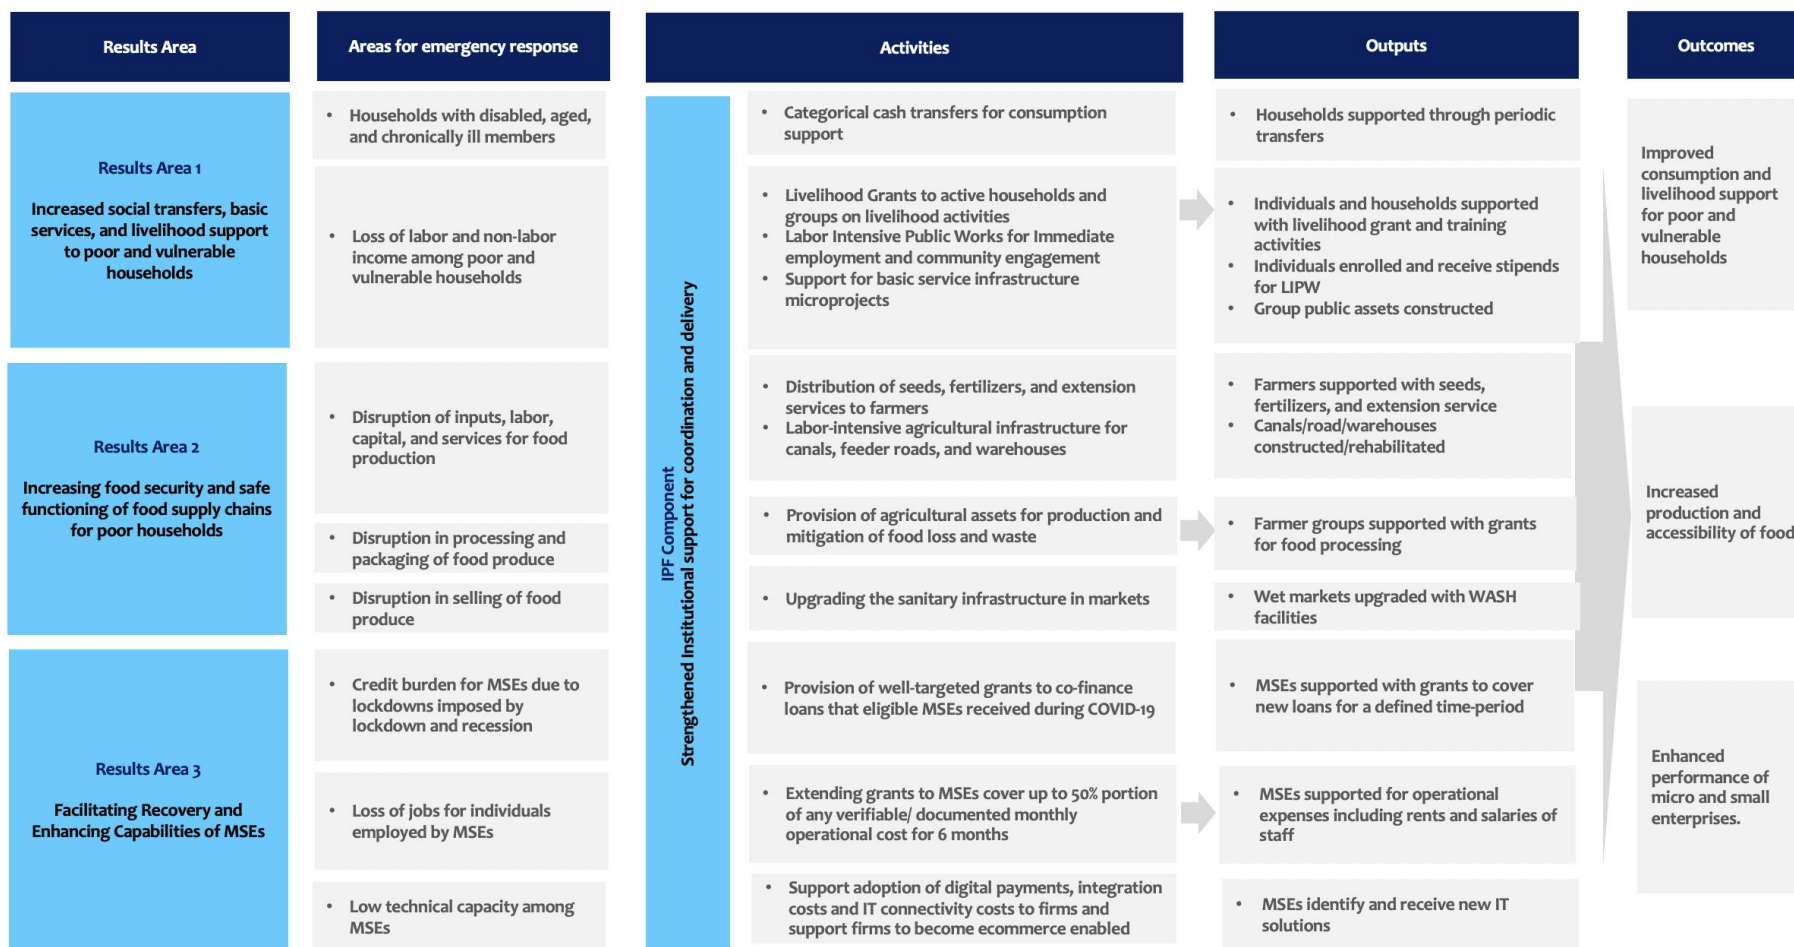 Results Area
Areas for emergency response
Activities
Outputs
Outcomes
Results Area 1
Increased social transfers, basic
services, and livelihood support
to poor and vulnerable
households
• Households with disabled, aged,
and chronically ill members
• Loss of labor and non-labor
income among poor and
vulnerable households
Results Area 2
Increasing food security and safe
functioning of food supply chains
for poor households
• Disruption of inputs, labor,
capital, and services for food
production
• Disruption in processing and
packaging of food produce
• Disruption in selling of food
produce
Results Area 3
Facilitating Recovery and
Enhancing Capabilities of MSEs
• Credit burden for MSEs due to
lockdowns imposed by
lockdown and recession
• Loss of jobs for individuals
employed by MSEs
• Low technical capacity among
MSEs
IPF Component
Strengthened Institutional support for coordination and delivery
• Categorical cash transfers for consumption
support
• Livelihood Grants to active households and
groups on livelihood activities
• Labor Intensive Public Works for Immediate
employment and community engagement
• Support for basic service infrastructure
microprojects
• Distribution of seeds, fertilizers, and extension
services to farmers
• Labor-intensive agricultural infrastructure for
canals, feeder roads, and warehouses
• Provision of agricultural assets for production and
mitigation of food loss and waste
• Upgrading the sanitary infrastructure in markets
• Provision of well-targeted grants to co-finance
loans that eligible MSEs received during COVID-19
• Extending grants to MSEs cover up to 50% portion
of any verifiable/ documented monthly
operational cost for 6 months
• Support adoption of digital payments, integration
costs and IT connectivity costs to firms and
support firms to become ecommerce enabled
• Households supported through periodic
transfers
• Individuals and households supported
with livelihood grant and training
activities
• Individuals enrolled and receive stipends
for LIPW
• Group public assets constructed
• Farmers supported with seeds,
fertilizers, and extension service
• Canals/road/warehouses
constructed/rehabilitated
• Farmer groups supported with grants
for food processing
• Wet markets upgraded with WASH
facilities
• MSEs supported with grants to cover
new loans for a defined time-period
• MSEs supported for operational
expenses including rents and salaries of
staff
• MSEs identify and receive new IT
solutions
Improved
consumption and
livelihood support
for poor and
vulnerable
households
Increased
production and
accessibility of food
Enhanced
performance of
micro and small
enterprises.